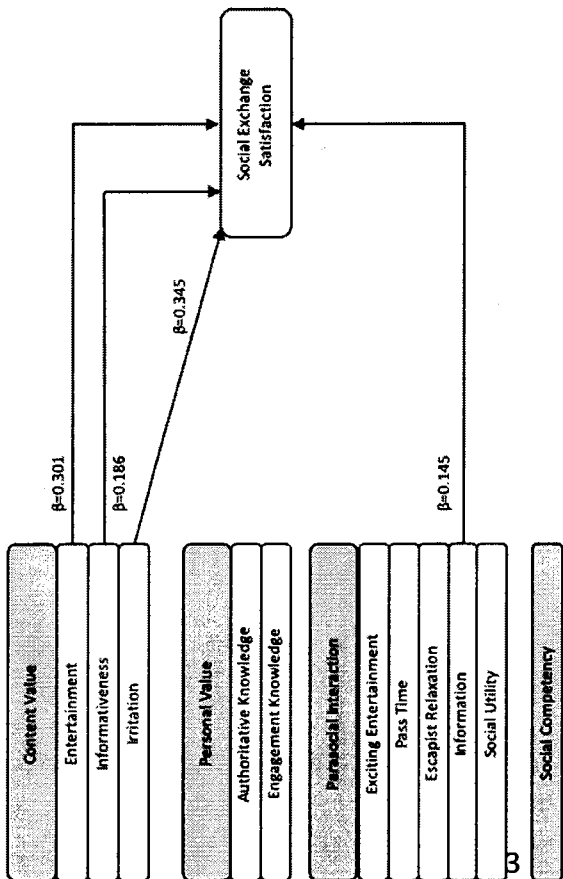 Content Value
Entertainment
Informativeness
Irritation
Personal Value
Authoritative Knowledge
Engagement Knowledge
Parasocial Interaction
Exciting Entertainment
Pass Time
Escapist Relaxation
Information
Social Utility
Social Competency
β=0.301
β=0.186
β=0.345
β=0.145
Social Exchange
Satisfaction
3